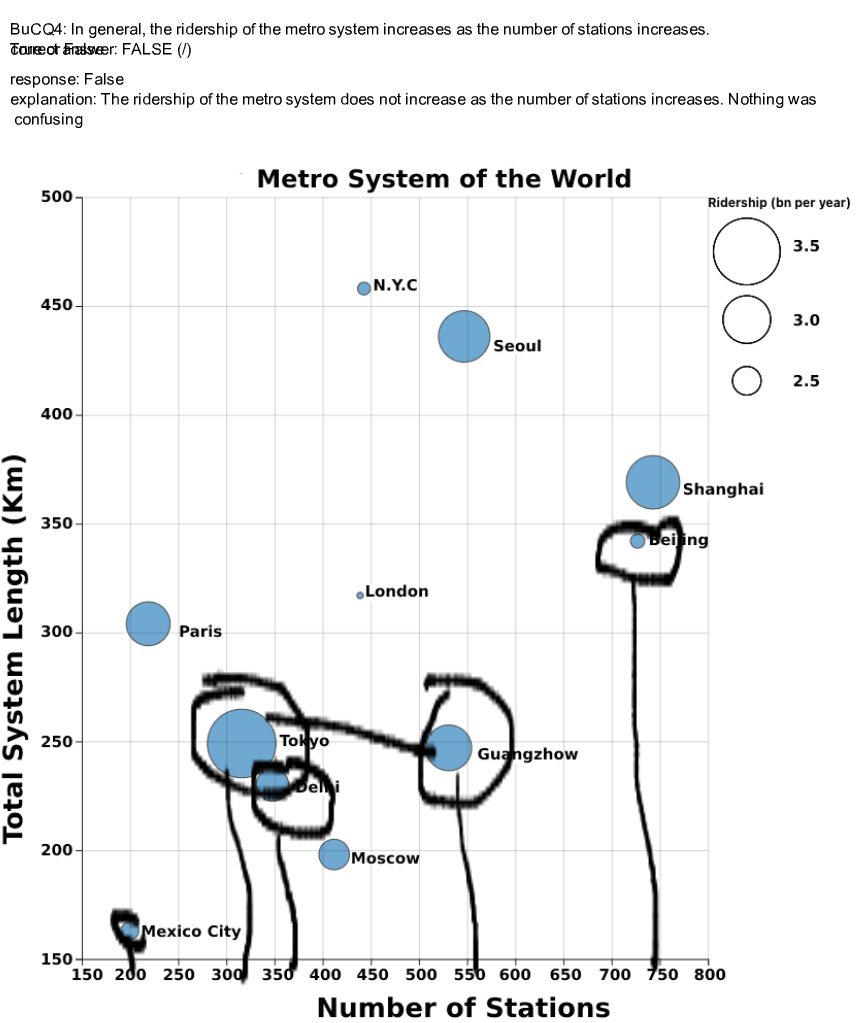 BuCQ4: In general, the ridership of the metro system increases as the number of stations increases.
answer: FALSE (/)
response: False
explanation: The ridership of the metro system does not increase as the number of stations increases. Nothing was
confusing
Metro System of the World
Ridership (bn per year)
3.5
3.0
2.5
500
450
400
350
300
250
200
150
Total System Length (Km)
N.Y.C
Seoul
Shanghai
Beijing
London
Paris
Tokyo
Guangzhow
Delhi
Moscow
Mexico City
150 200 250 300 350 400 450 500 550 600 650 700 750 800
Number of Stations